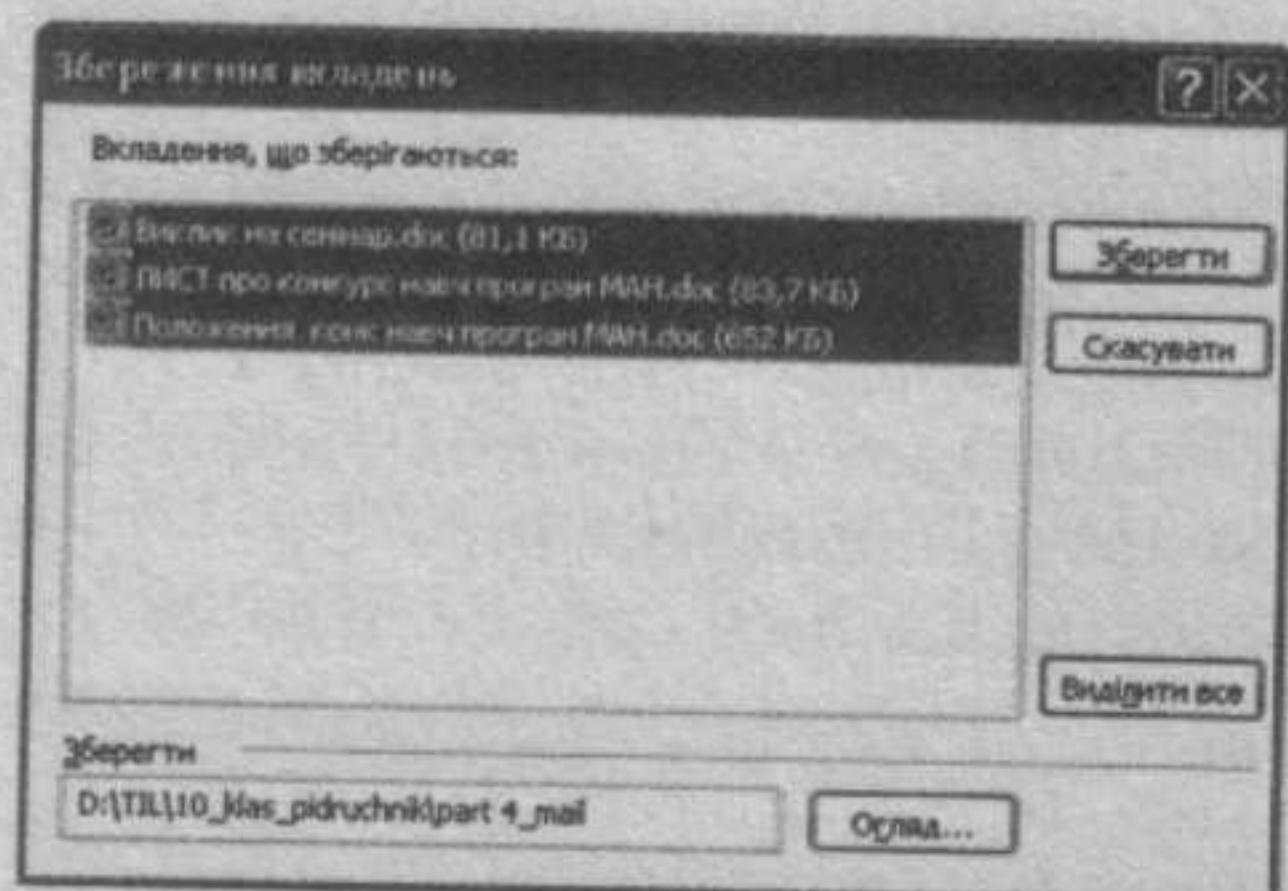 Збереження вкладень
Вкладення, що зберігаються:
Виклик на семінар.doc (81,1 КБ)
ЛИСТ про конкурс навч програм МАН.doc (83,7 КБ)
Положення конк навч програм МАН.doc (652 КБ)
Зберегти
Скасувати
Виділити все
Зберегти
D:\TIL\10_klas_pidruchnik\part 4_mail
Огляд...